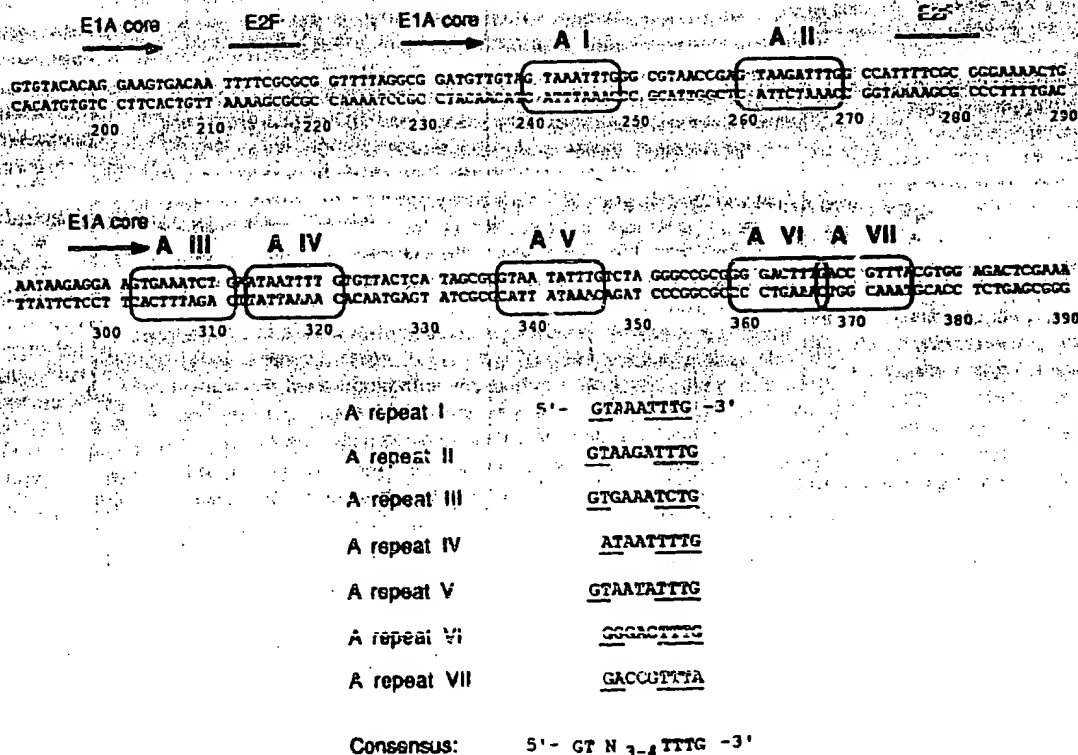 E1A core E2F E1A core A I A II E2F
GTGTACACAG GAAGTGACAA TTTTCGCGCG GTTTTAGGCG GATGTTGTAG TAAATTTGGG CGTAACCGAG TAAGATTTGG CCATTTTCGC GGGAAAACTG
CACATGTGTC CTTCACTGTT AAAAGCGCGC CAAAATCCGC CTACAACATC ATTTAAACCC GCATTGGCTC ATTCTAAACC GGTAAAAGCG CCCTTTTGAC
200 210 220 230 240 250 260 270 280 290
E1A core A III A IV A V A VI A VII
AATAAGAGGA AGTGAAATCT GATAATTTTG TGTTACTCA TAGCGCGTAA TATTTGTCTA GGGCCGCGGG GACTTTGACC GTTTACGTGG AGACTCGAAA
TTATTCTCCT TCACTTTAGA CTATTAAAAC ACAATGAGT ATCGCGCATT ATAAACAGAT CCCGGCGCCC CTGAAACTGG CAAATGCACC TCTGAGCGGG
300 310 320 330 340 350 360 370 380 390
A repeat I 5'- GTAAATTTG -3'
A repeat II GTAAGATTTG
A repeat III GTGAAATCTG
A repeat IV ATAATTTTG
A repeat V GTAATATTTG
A repeat VI GGGACTTTG
A repeat VII GACCGTTTA
Consensus: 5'- GT N 3-4 TTTG -3'